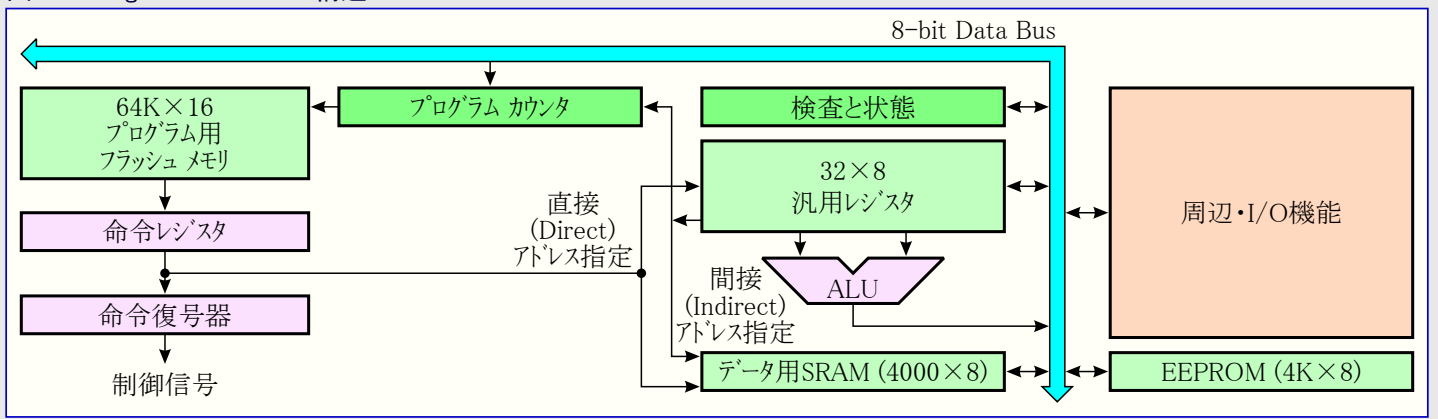 8-bit Data Bus
64K×16
プログラム用
フラッシュ メモリ
プログラム カウンタ
検査と状態
32×8
汎用レジスタ
周辺・I/O機能
命令レジスタ
直接
(Direct)
アドレス指定
間接
(Indirect)
アドレス指定
ALU
命令復号器
制御信号
データ用SRAM (4000×8)
EEPROM (4K×8)